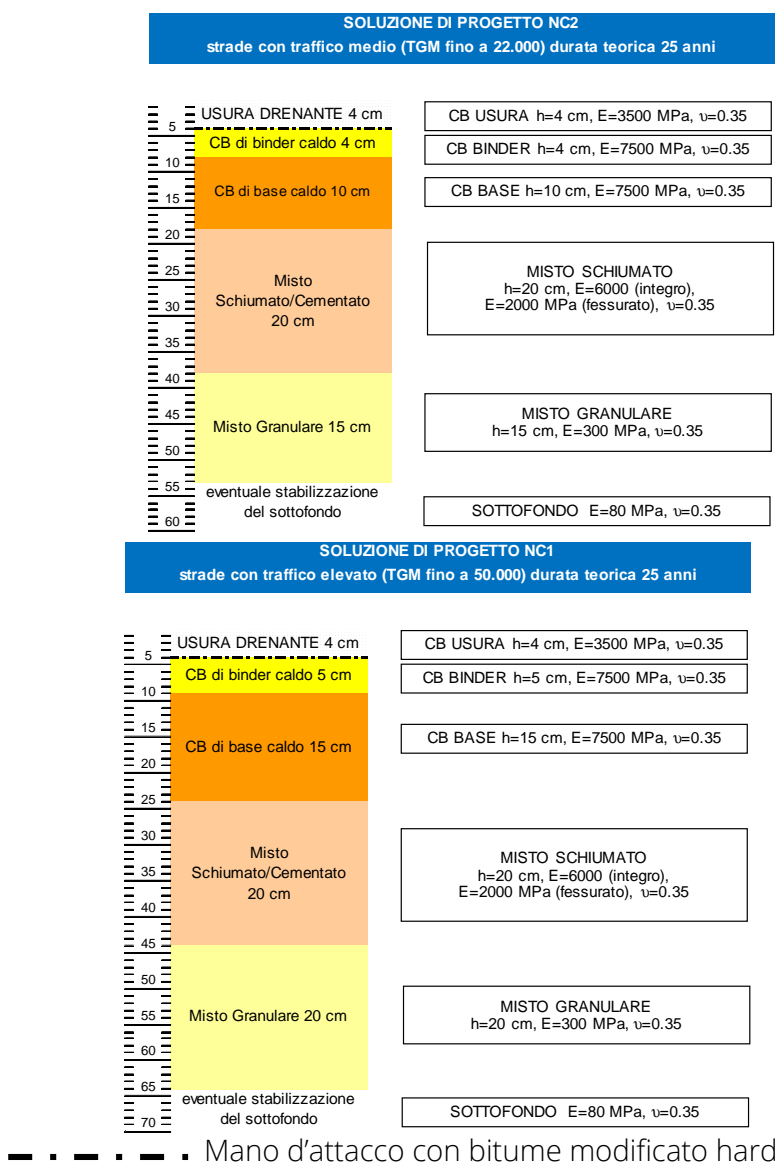 SOLUZIONE DI PROGETTO NC2
strade con traffico medio (TGM fino a 22.000) durata teorica 25 anni
USURA DRENANTE 4 cm
CB USURA h=4 cm, E=3500 MPa, υ=0.35
5
CB di binder caldo 4 cm
CB BINDER h=4 cm, E=7500 MPa, υ=0.35
10
CB di base caldo 10 cm
CB BASE h=10 cm, E=7500 MPa, υ=0.35
15
20
25
Misto
Schiumato/Cementato
20 cm
MISTO SCHIUMATO
h=20 cm, E=6000 (integro),
E=2000 MPa (fessurato), υ=0.35
30
35
40
45
Misto Granulare 15 cm
MISTO GRANULARE
h=15 cm, E=300 MPa, υ=0.35
50
55
eventuale stabilizzazione
del sottofondo
SOTTOFONDO E=80 MPa, υ=0.35
60
SOLUZIONE DI PROGETTO NC1
strade con traffico elevato (TGM fino a 50.000) durata teorica 25 anni
USURA DRENANTE 4 cm
CB USURA h=4 cm, E=3500 MPa, υ=0.35
5
CB di binder caldo 5 cm
CB BINDER h=5 cm, E=7500 MPa, υ=0.35
10
15
CB di base caldo 15 cm
CB BASE h=15 cm, E=7500 MPa, υ=0.35
20
25
30
Misto
Schiumato/Cementato
20 cm
MISTO SCHIUMATO
h=20 cm, E=6000 (integro),
E=2000 MPa (fessurato), υ=0.35
35
40
45
50
55
Misto Granulare 20 cm
MISTO GRANULARE
h=20 cm, E=300 MPa, υ=0.35
60
65
eventuale stabilizzazione
del sottofondo
SOTTOFONDO E=80 MPa, υ=0.35
70
Mano d'attacco con bitume modificato hard